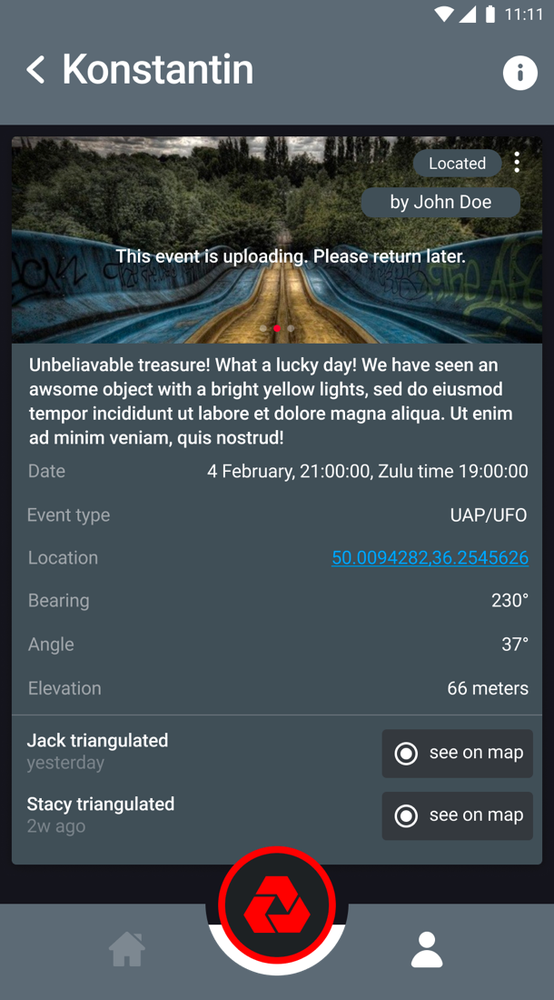 11:11
Konstantin
Located
by John Doe
This event is uploading. Please return later.
Unbeliavable treasure! What a lucky day! We have seen an
awsome object with a bright yellow lights, sed do eiusmod
tempor incididunt ut labore et dolore magna aliqua. Ut enim
ad minim veniam, quis nostrud!
Date 4 February, 21:00:00, Zulu time 19:00:00
Event type UAP/UFO
Location 50.0094282,36.2545626
Bearing 230°
Angle 37°
Elevation 66 meters
Jack triangulated
yesterday
see on map
Stacy triangulated
2w ago
see on map